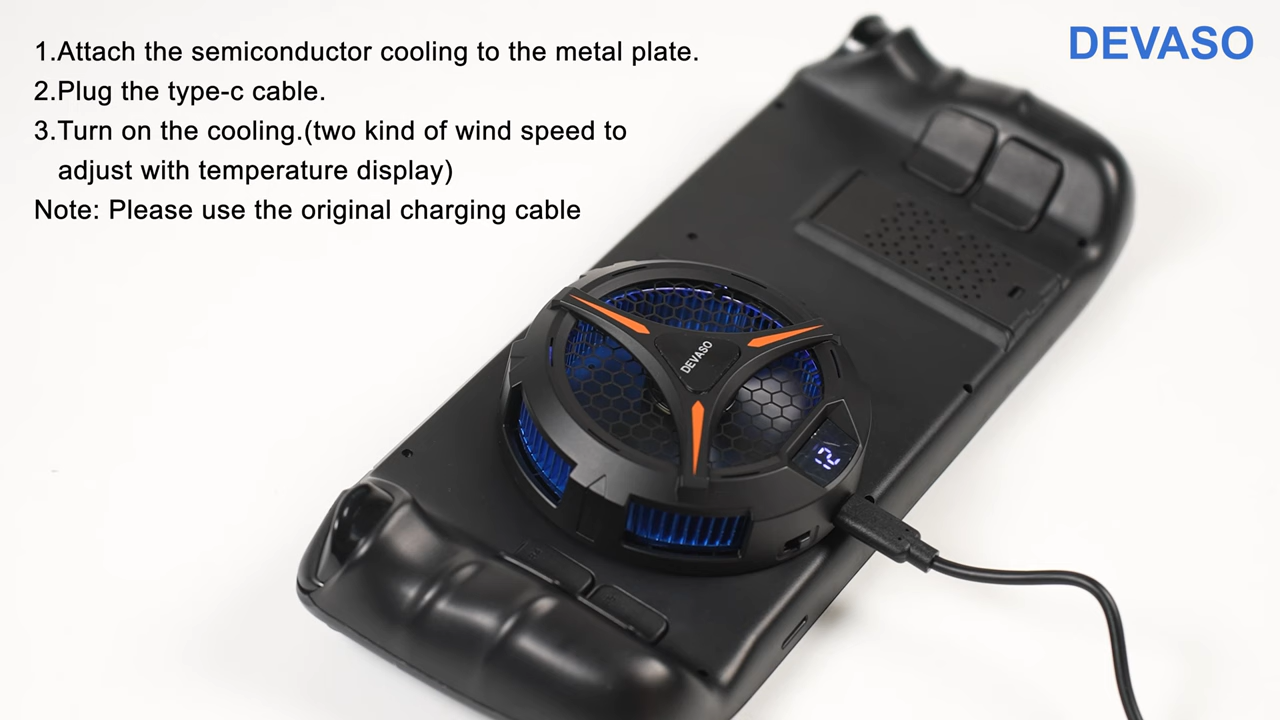 1.Attach the semiconductor cooling to the metal plate.
2.Plug the type-c cable.
3.Turn on the cooling.(two kind of wind speed to
adjust with temperature display)
Note: Please use the original charging cable
DEVASO
DEVASO
12